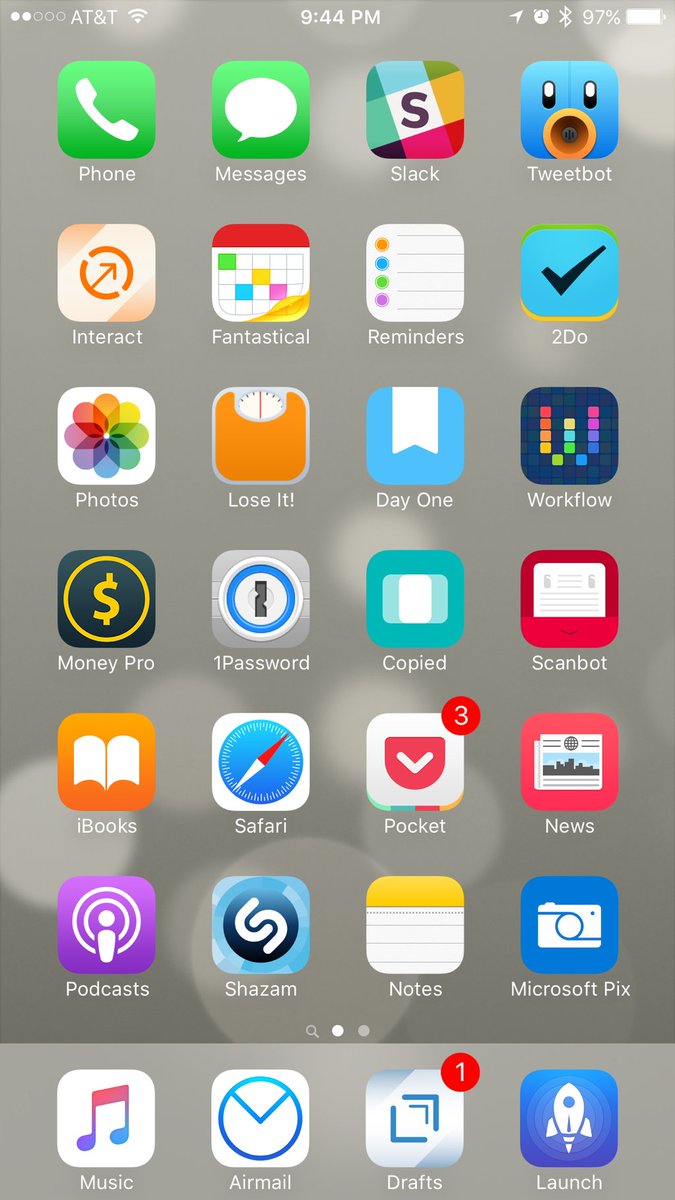 AT&T 9:44 PM 97%
Phone Messages Slack Tweetbot
Interact Fantastical Reminders 2Do
Photos Lose It! Day One Workflow
$
Money Pro 1Password Copied Scanbot
3
iBooks Safari Pocket News
Podcasts Shazam Notes Microsoft Pix
1
Music Airmail Drafts Launch